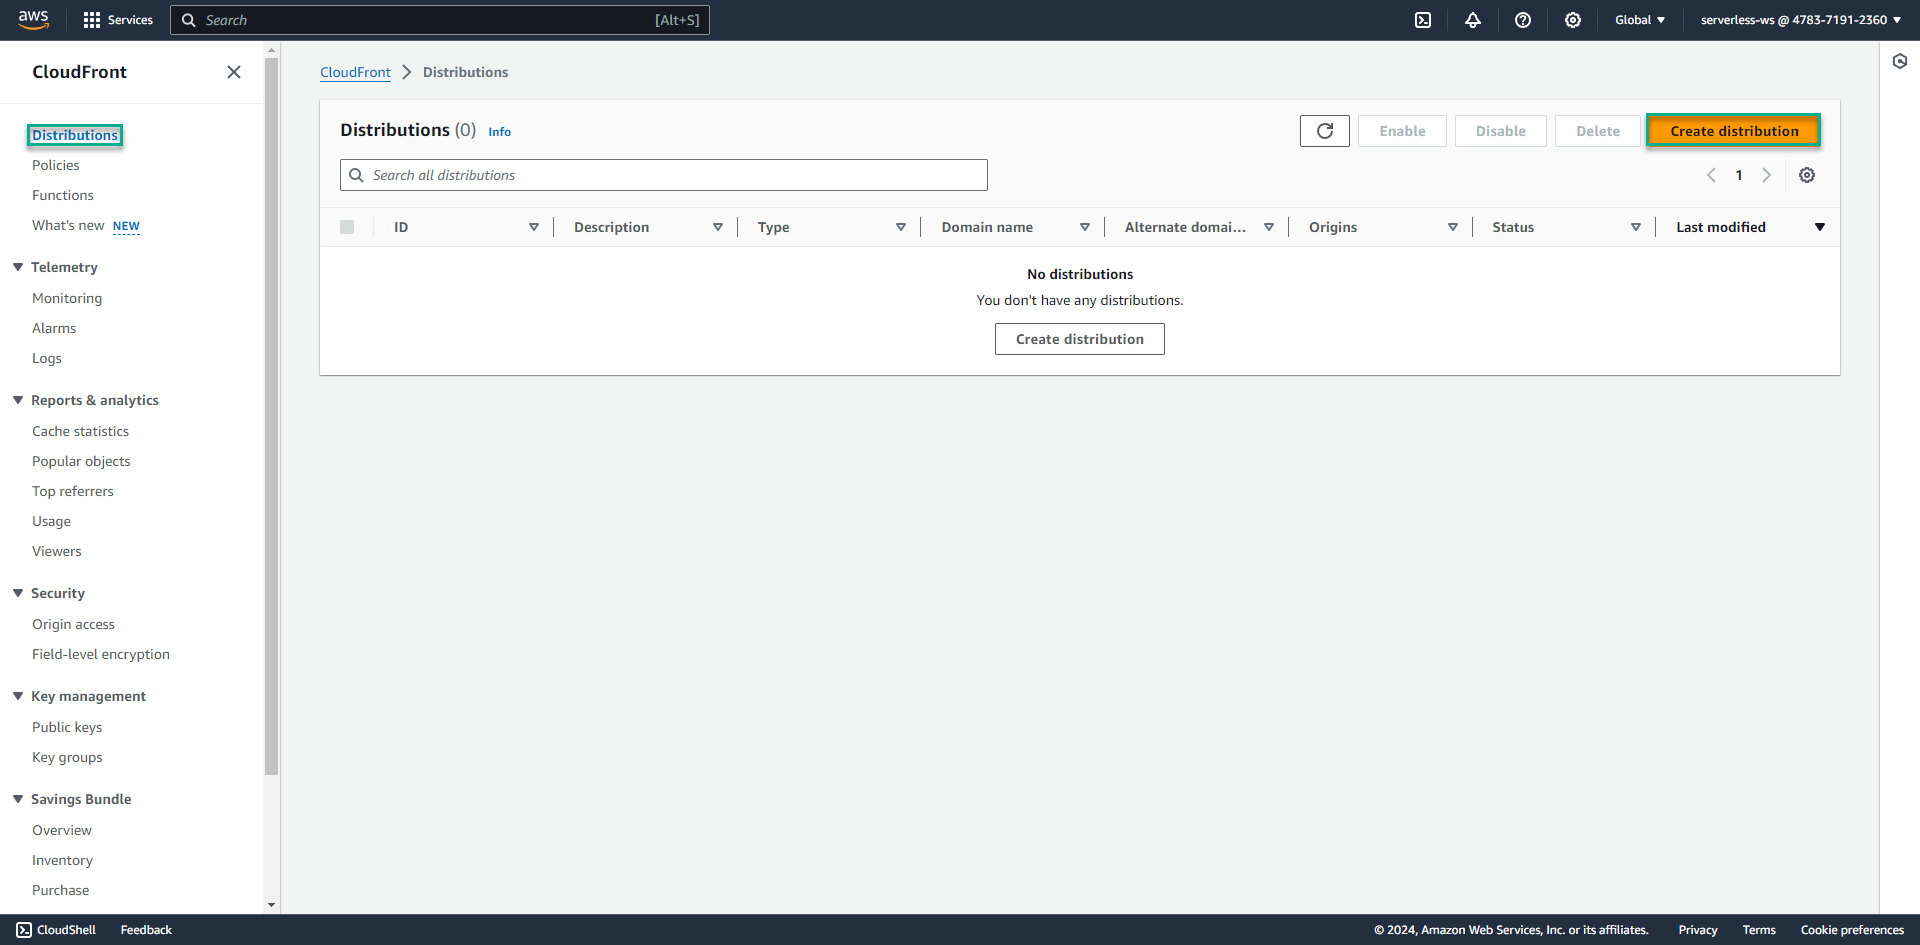 aws
Services
Search
[Alt+S]
Global
serverless-ws @ 4783-7191-2360
CloudFront
Distributions
Policies
Functions
What's new NEW
Telemetry
Monitoring
Alarms
Logs
Reports & analytics
Cache statistics
Popular objects
Top referrers
Usage
Viewers
Security
Origin access
Field-level encryption
Key management
Public keys
Key groups
Savings Bundle
Overview
Inventory
Purchase
CloudFront Distributions
Distributions (0) Info
Enable
Disable
Delete
Create distribution
Search all distributions
1
ID
Description
Type
Domain name
Alternate domai...
Origins
Status
Last modified
No distributions
You don't have any distributions.
Create distribution
CloudShell
Feedback
© 2024, Amazon Web Services, Inc. or its affiliates.
Privacy
Terms
Cookie preferences